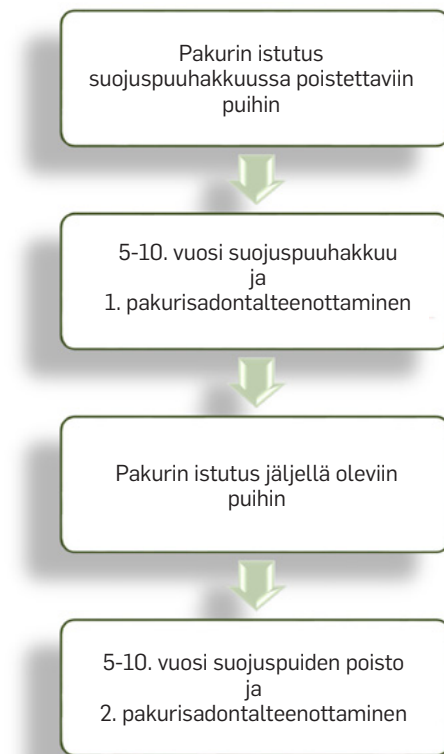 Pakurin istutus
suojuspuuhakkuussa poistettaviin
puihin
5-10. vuosi suojuspuuhakkuu
ja
1. pakurisadontalteenottaminen
Pakurin istutus jäljellä oleviin
puihin
5-10. vuosi suojuspuiden poisto
ja
2. pakurisadontalteenottaminen